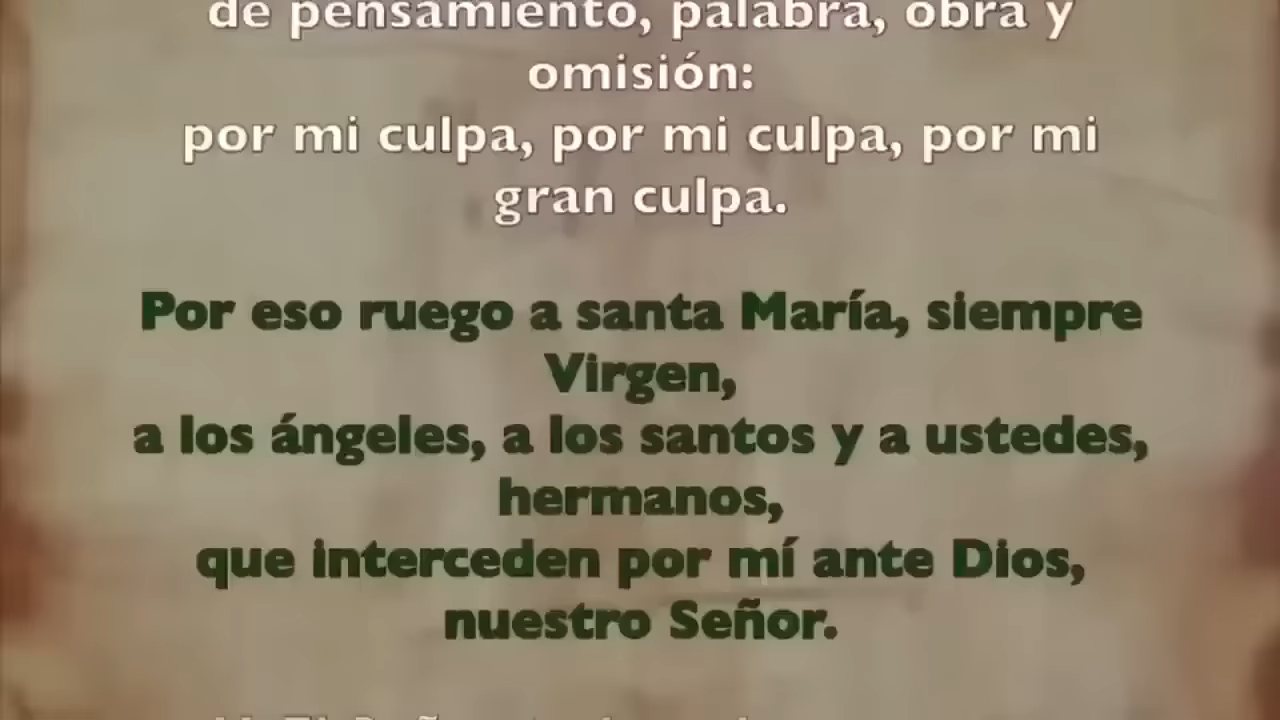 de pensamiento, palabra, obra y
omisión:
por mi culpa, por mi culpa, por mi
gran culpa.
Por eso ruego a santa María, siempre
Virgen,
a los ángeles, a los santos y a ustedes,
hermanos,
que interceden por mí ante Dios,
nuestro Señor.